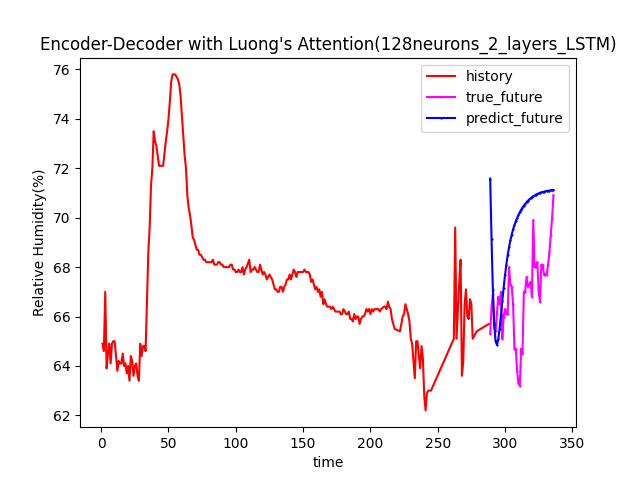 Encoder-Decoder with Luong's Attention(128neurons_2_layers_LSTM)
history
true_future
predict_future
Relative Humidity(%)
76
74
72
70
68
66
64
62
0 50 100 150 200 250 300 350
time